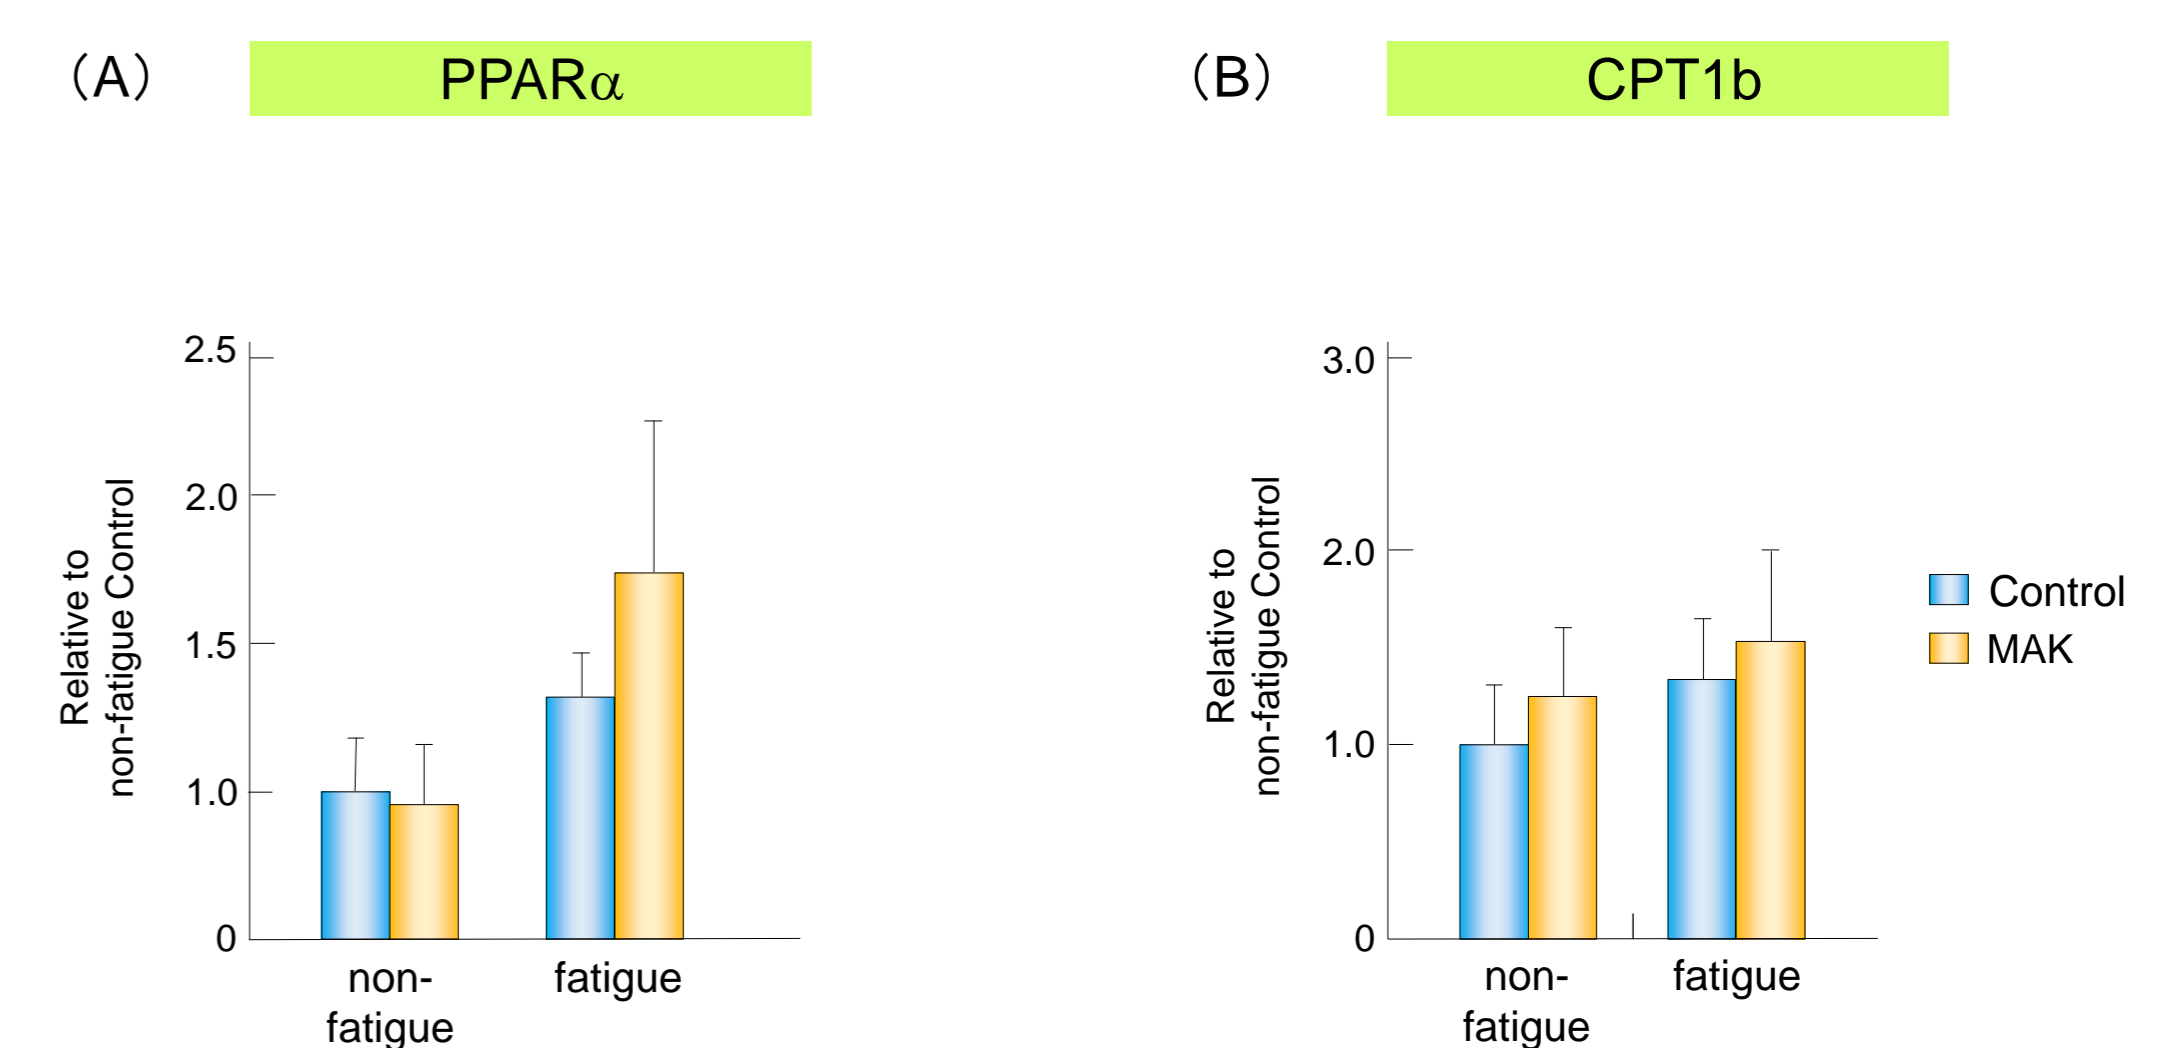 （A）
PPARα
2.5
2.0
1.5
1.0
0
Relative to
non-fatigue Control
non-
fatigue
fatigue
（B）
CPT1b
3.0
2.0
1.0
0
Relative to
non-fatigue Control
non-
fatigue
fatigue
Control
MAK